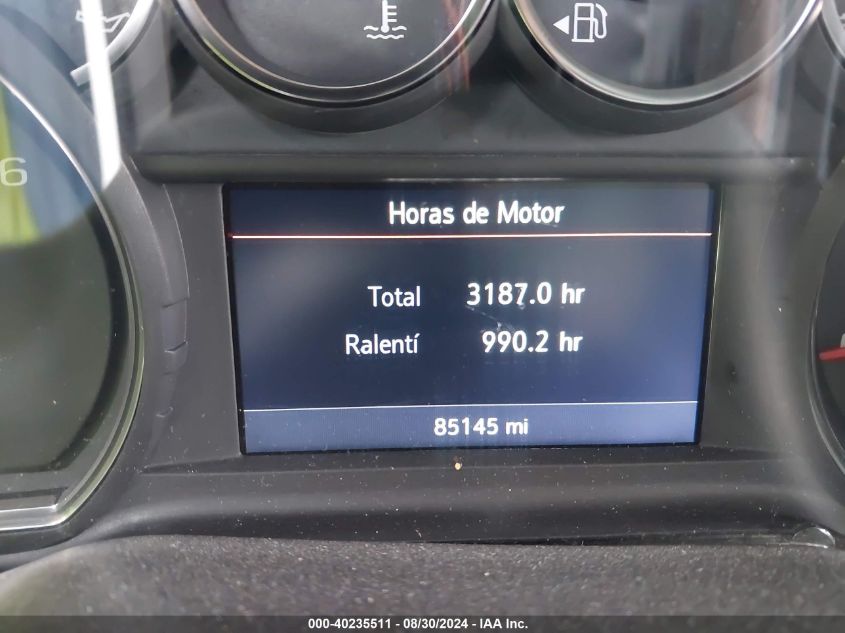 6
Horas de Motor
Total 3187.0 hr
Ralentí 990.2 hr
85145 mi
000-40235511 - 08/30/2024 - IAA Inc.